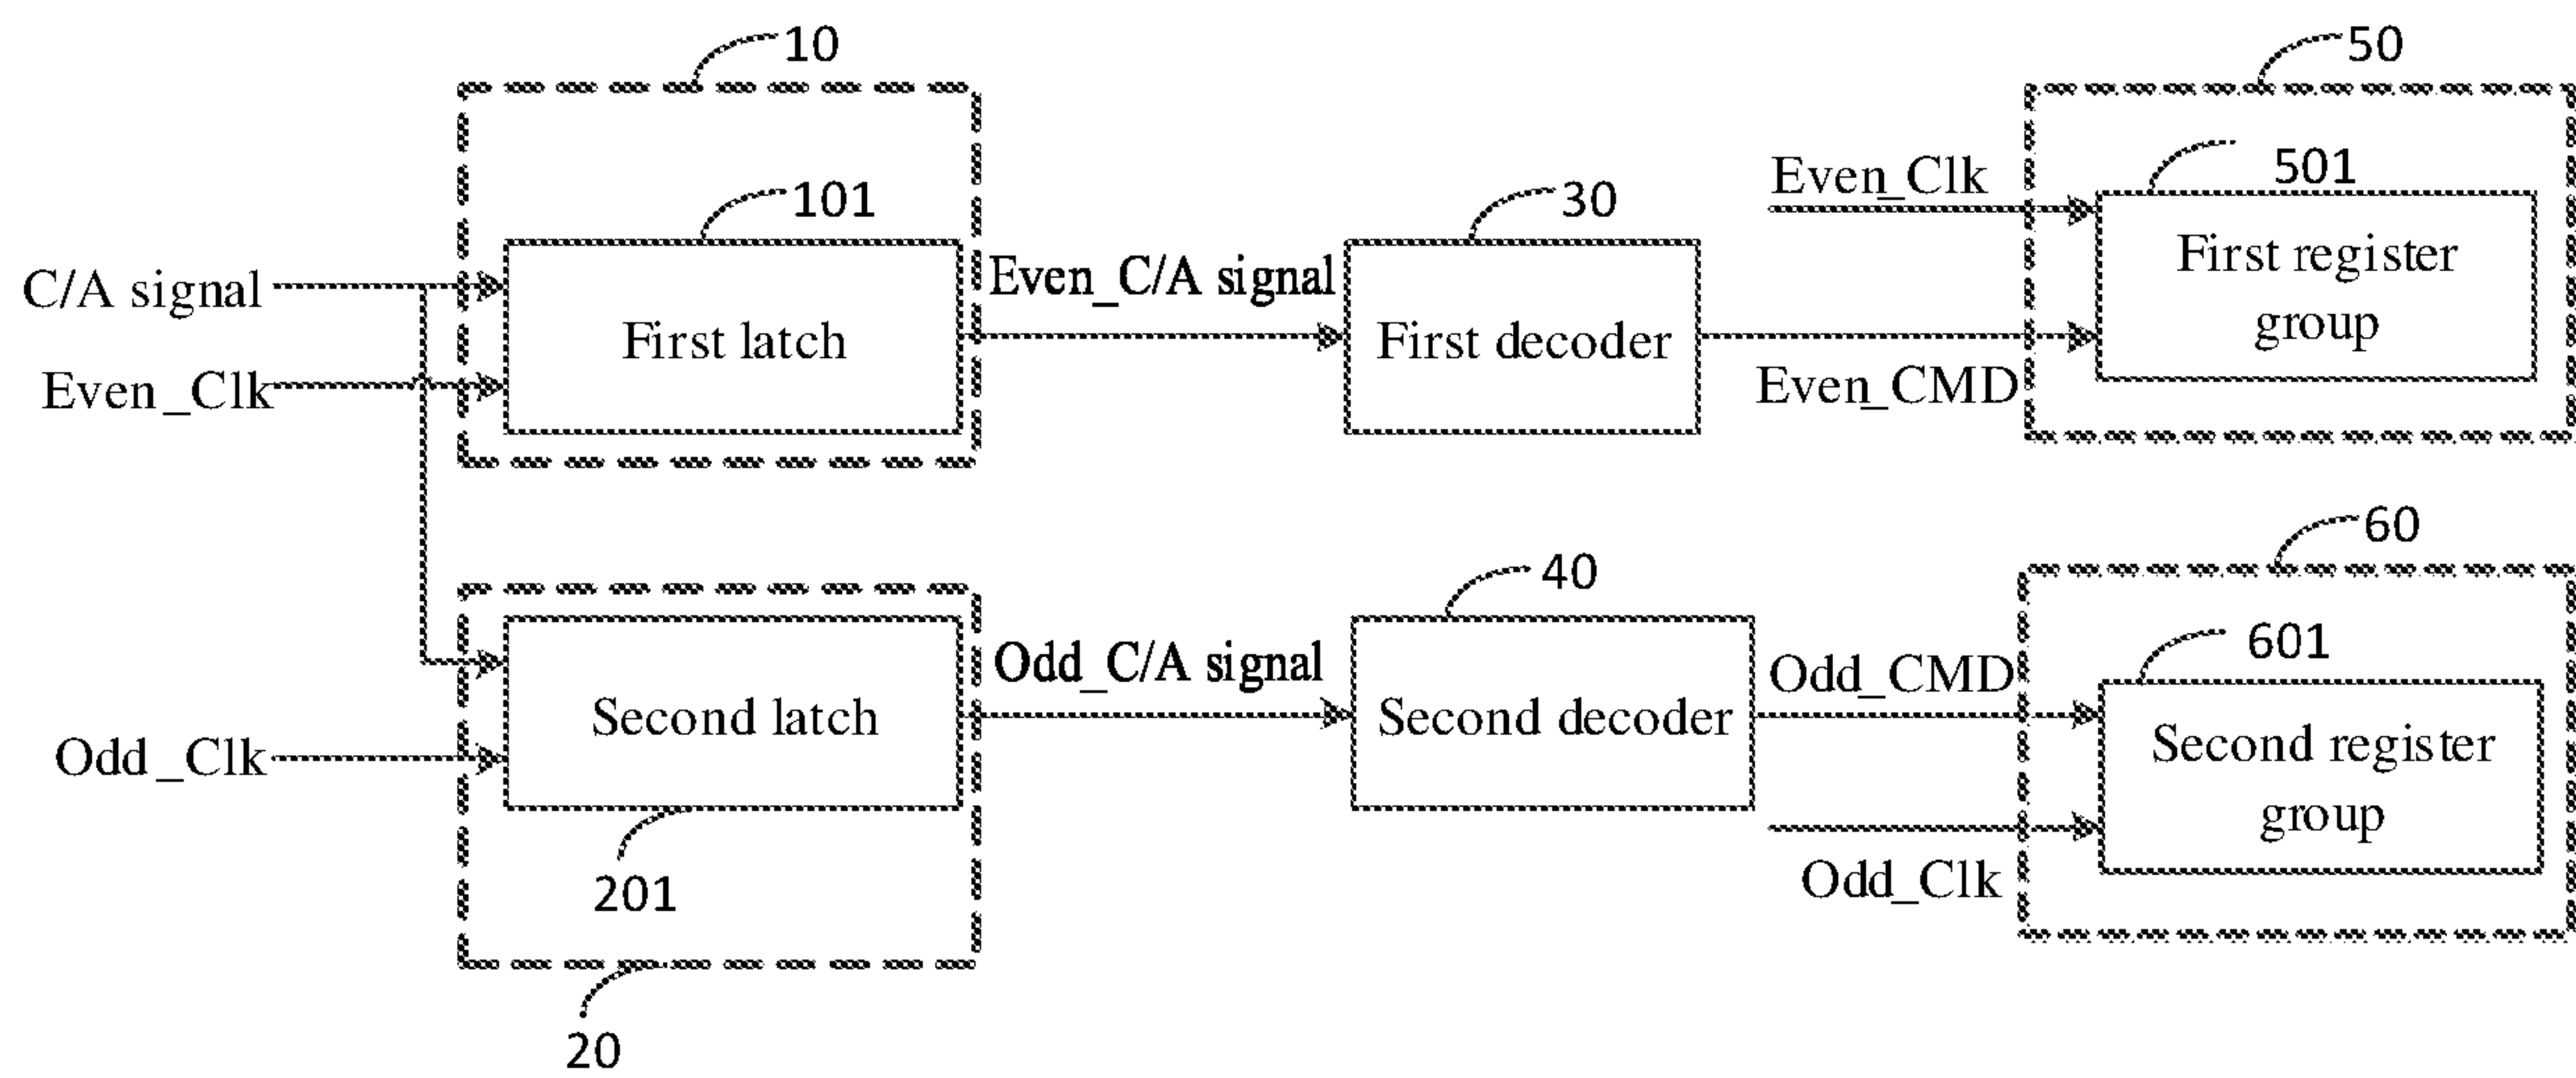 10
50
101
30
Even_Clk
501
C/A signal
Even_C/A signal
First register
group
First latch
First decoder
Even_Clk
Even_CMD
60
40
601
Odd_C/A signal
Odd_CMD
Second latch
Second decoder
Second register
group
Odd_Clk
201
Odd_Clk
20